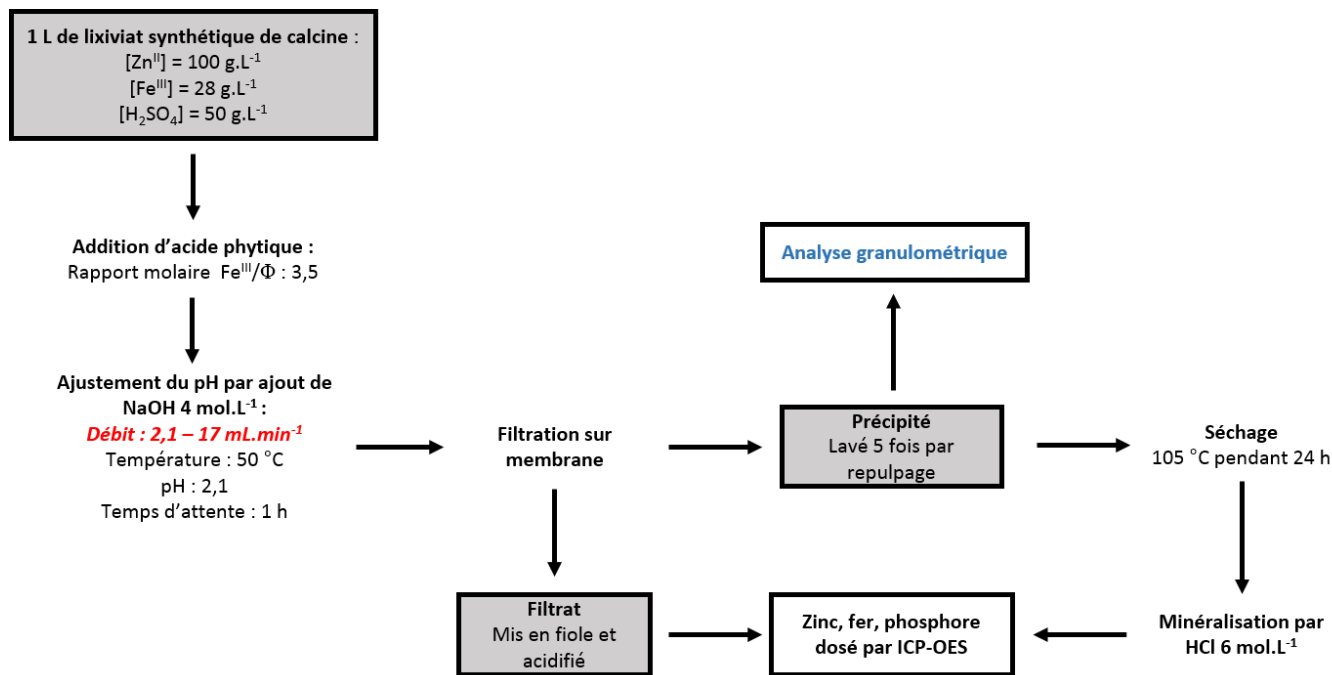 1 L de lixiviat synthétique de calcine :
[Zn^II] = 100 g.L^-1
[Fe^III] = 28 g.L^-1
[H₂SO₄] = 50 g.L^-1
Addition d’acide phytique :
Rapport molaire Fe^III/Φ : 3,5
Ajustement du pH par ajout de
NaOH 4 mol.L^-1 :
Débit : 2,1 – 17 mL.min^-1
Température : 50 °C
pH : 2,1
Temps d’attente : 1 h
Filtration sur
membrane
Analyse granulométrique
Précipité
Lavé 5 fois par
repulpage
Séchage
105 °C pendant 24 h
Filtrat
Mis en fiole et
acidifié
Zinc, fer, phosphore
dosé par ICP-OES
Minéralisation par
HCl 6 mol.L^-1